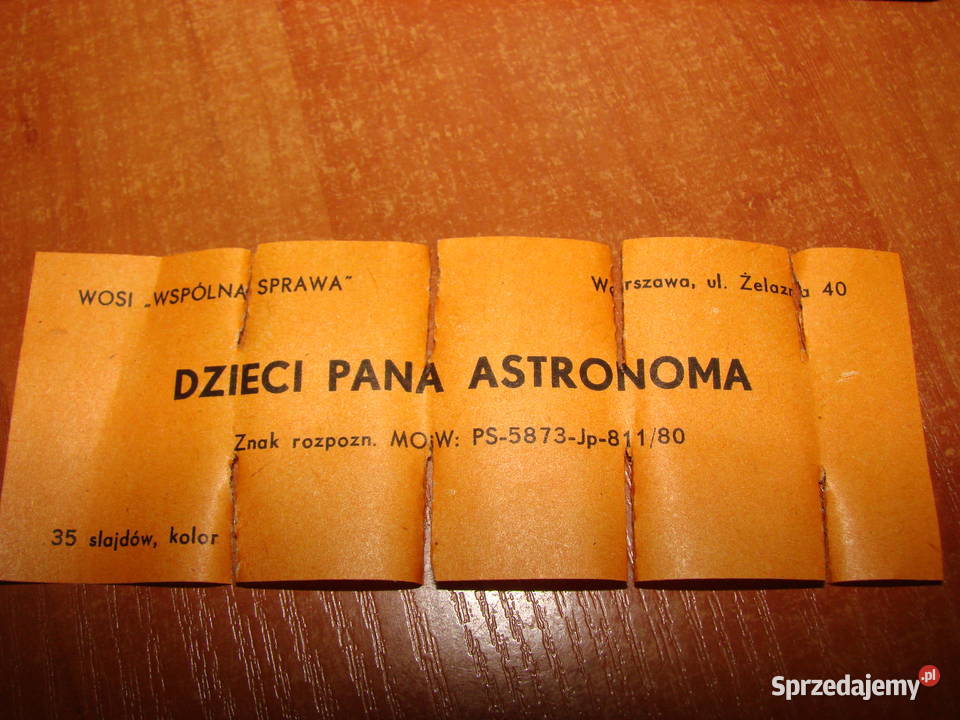 WOSI „WSPÓLNA SPRAWA" Warszawa, ul. Żelazna 40
DZIECI PANA ASTRONOMA
Znak rozpozn. MOiW: PS-5873-Jp-811/80
35 slajdów, kolor
Sprzedajemy.pl